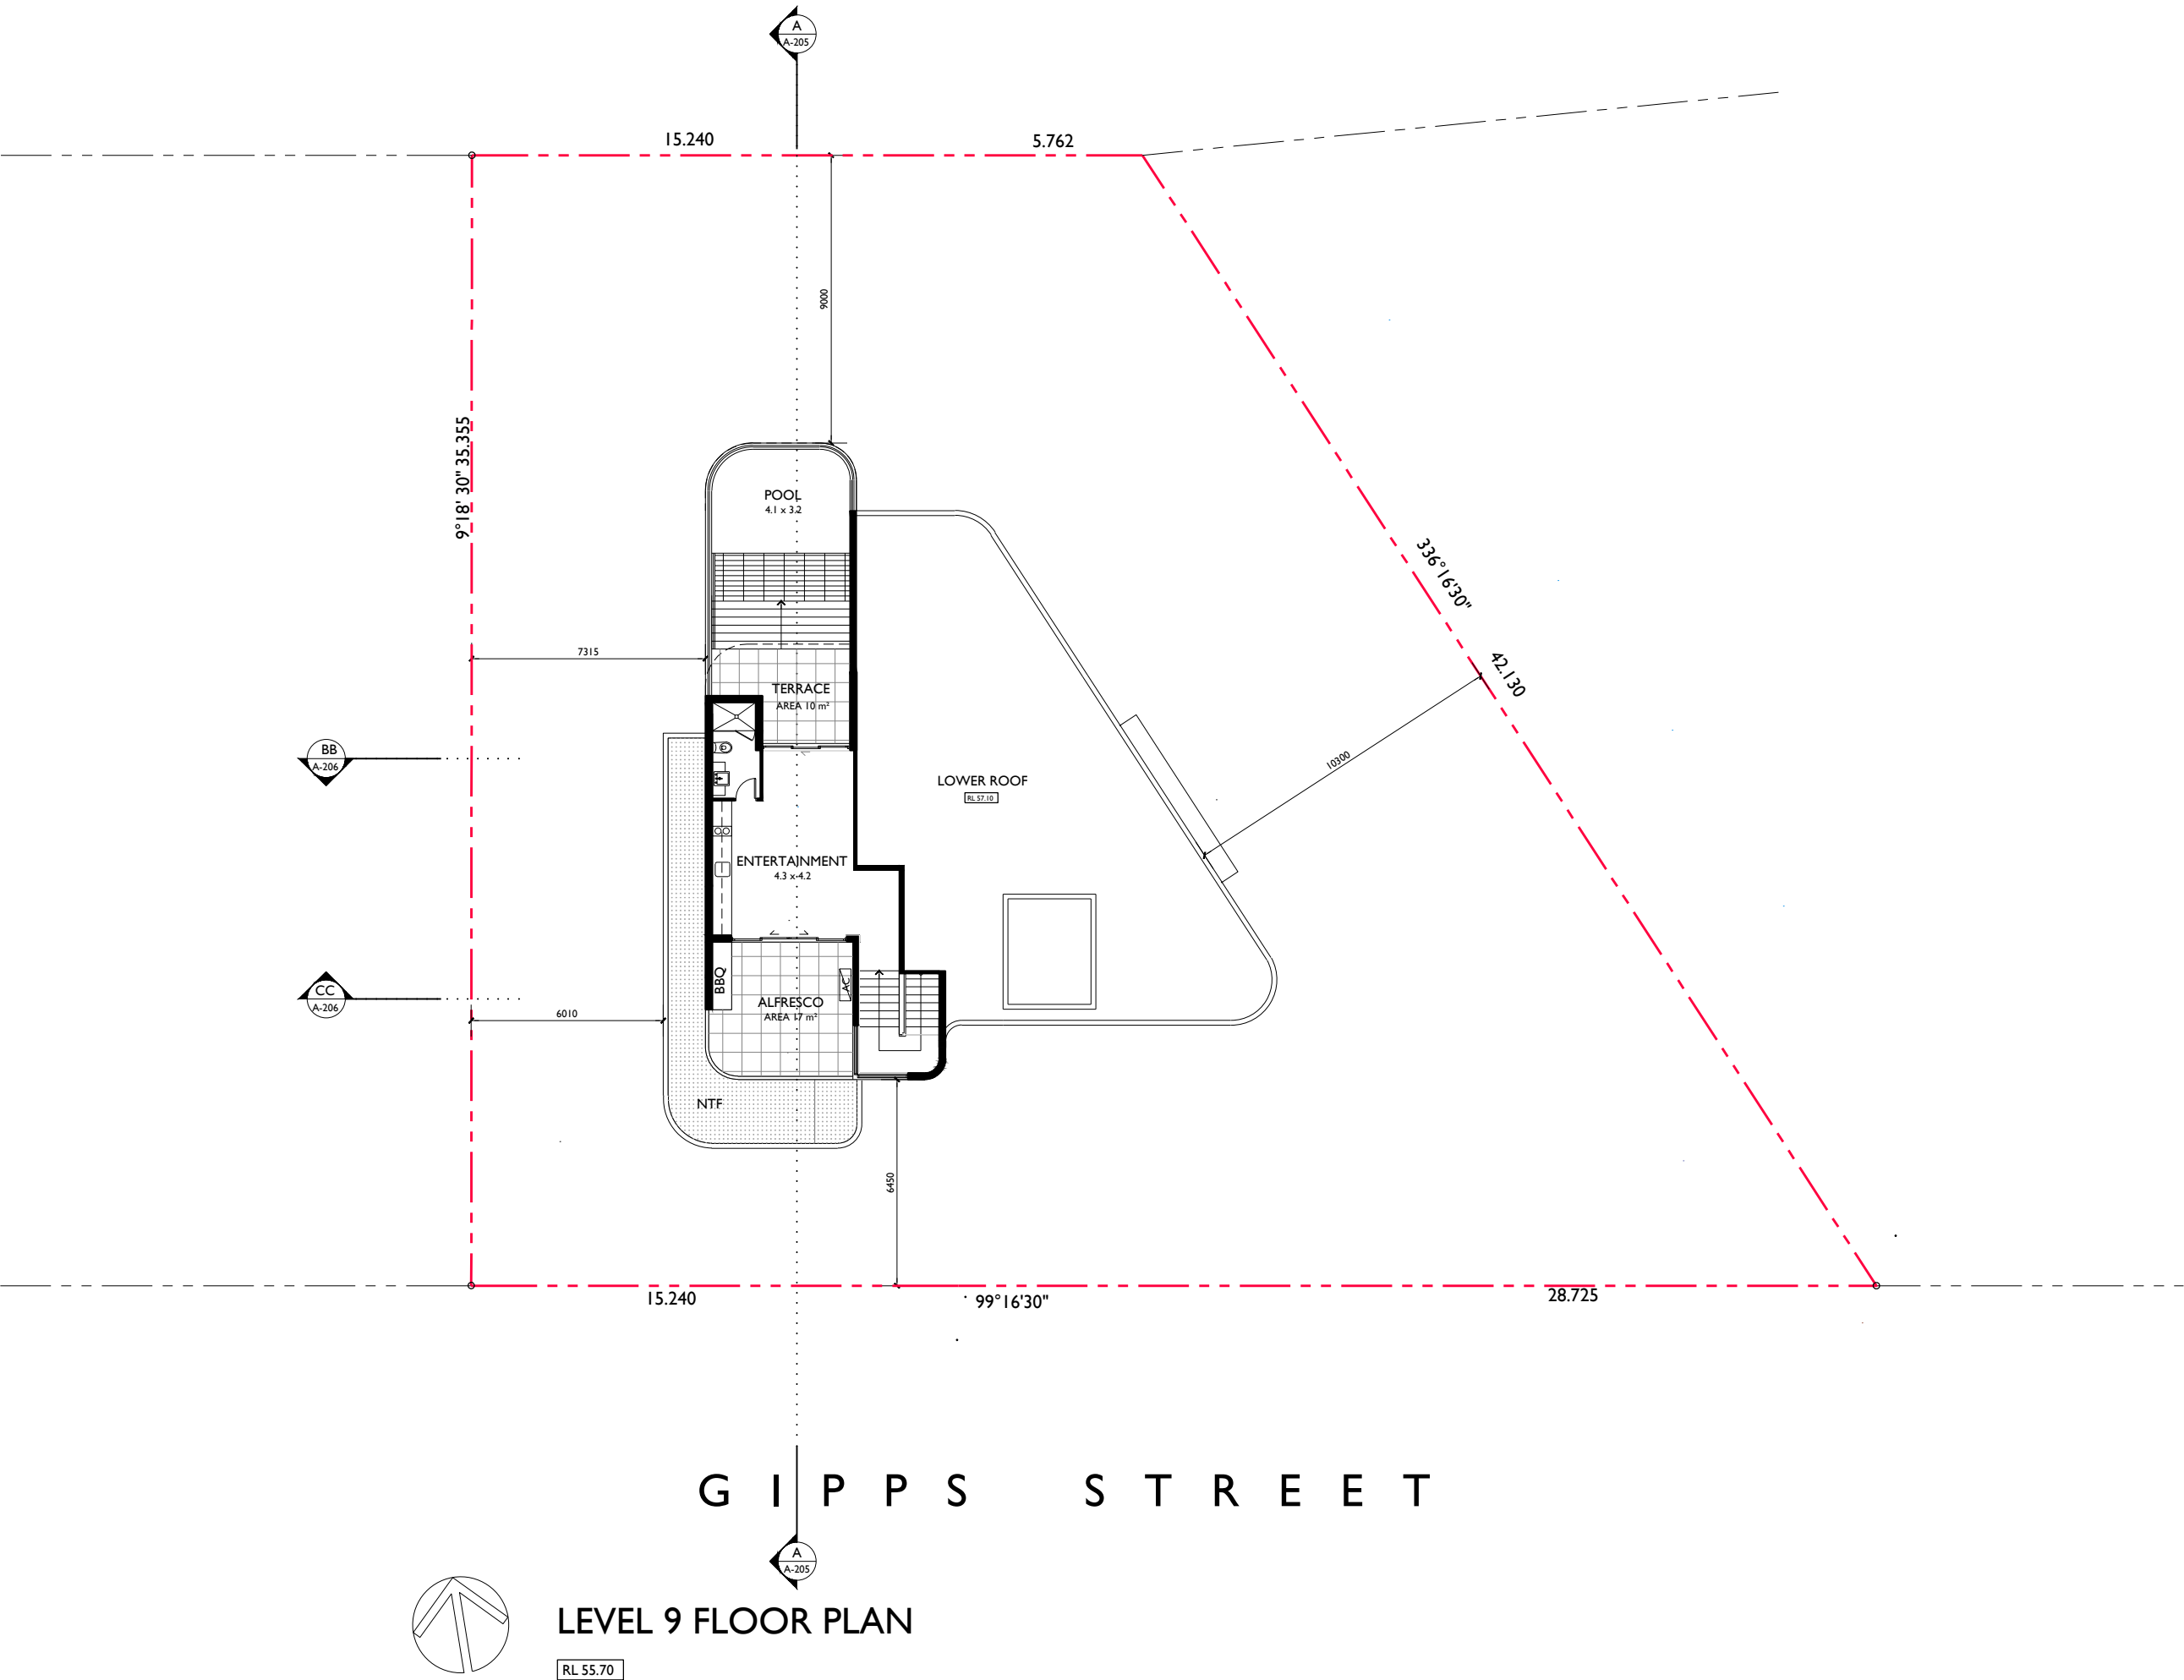 A
A-205
15.240
5.762
9000
9°18' 30" 35.355
POOL
4.1 x 3.2
336°16'30"
7315
42.130
TERRACE
AREA 10 m²
BB
A-206
10300
LOWER ROOF
RL 57.10
ENTERTAINMENT
4.3 x 4.2
BBQ
AC
CC
A-206
ALFRESCO
AREA 17 m²
6010
NTF
6450
15.240
99°16'30"
28.725
GIPPS STREET
A
A-205
LEVEL 9 FLOOR PLAN
RL 55.70